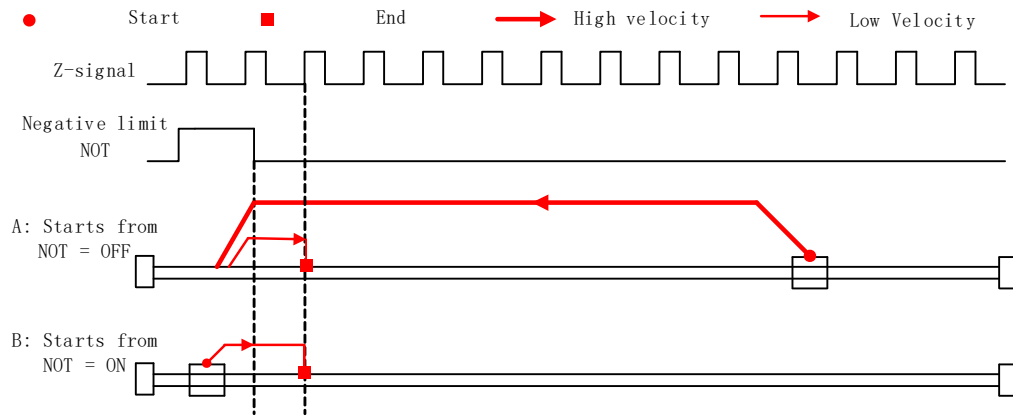 Start End High velocity Low Velocity
Z-signal
Negative limit
NOT
A: Starts from
NOT = OFF
B: Starts from
NOT = ON